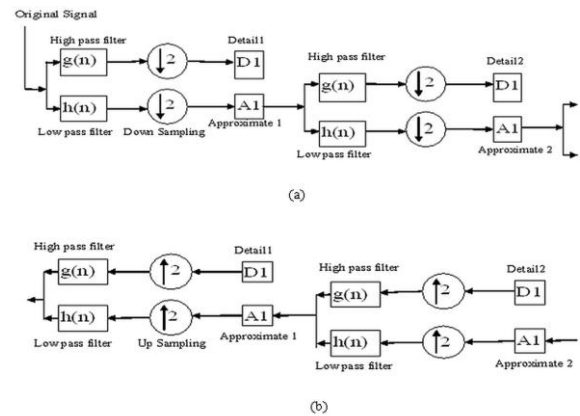 Original Signal
High pass filter
Detail1
g(n)
2
D1
High pass filter
Detail2
g(n)
2
D1
h(n)
2
A1
Low pass filter
Down Sampling
Approximate 1
h(n)
2
A1
Low pass filter
Approximate 2
(a)
High pass filter
Detail1
g(n)
2
D1
High pass filter
Detail2
g(n)
2
D1
h(n)
2
A1
Low pass filter
Up Sampling
Approximate 1
h(n)
2
A1
Low pass filter
Approximate 2
(b)